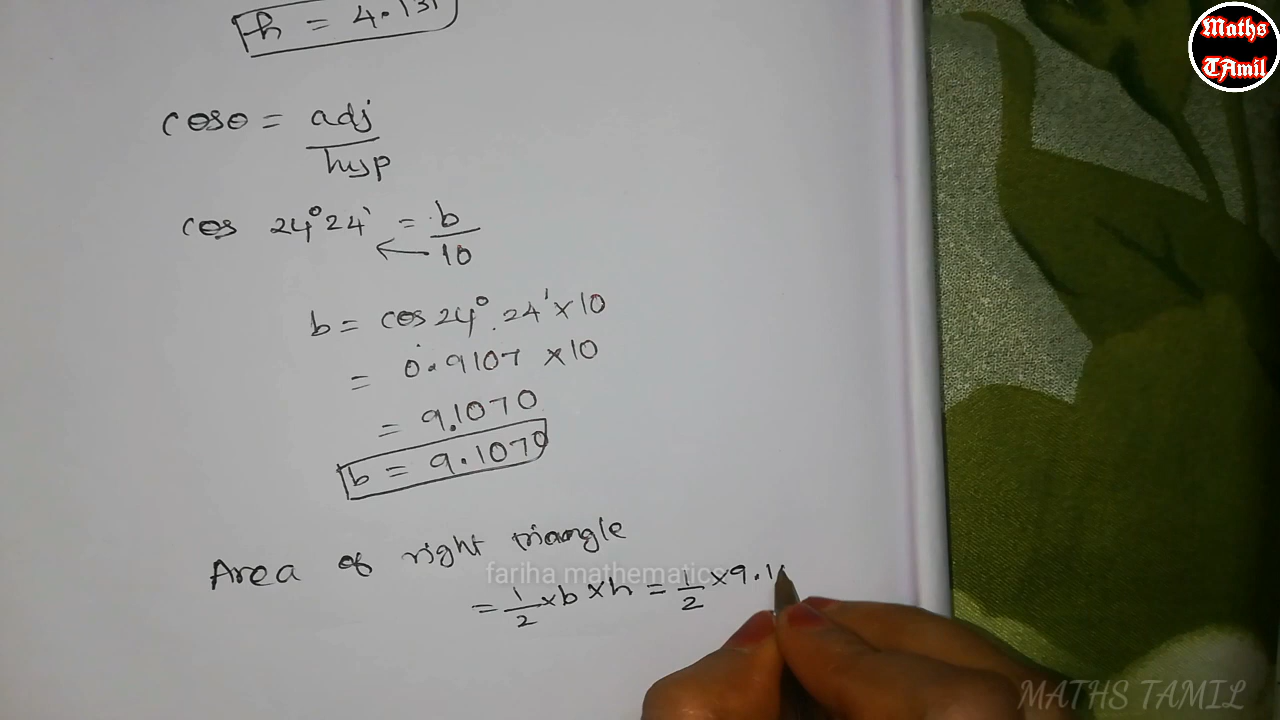 Maths
TAmil
h = 4.131
cosθ = adj
hyp
cos 24°24' = b
10
b = cos 24°.24' × 10
= 0.9107 × 10
= 9.1070
b = 9.1070
Area of right triangle
fariha mathematics
= 1/2 × b × h = 1/2 × 9.1
MATHS TAMIL